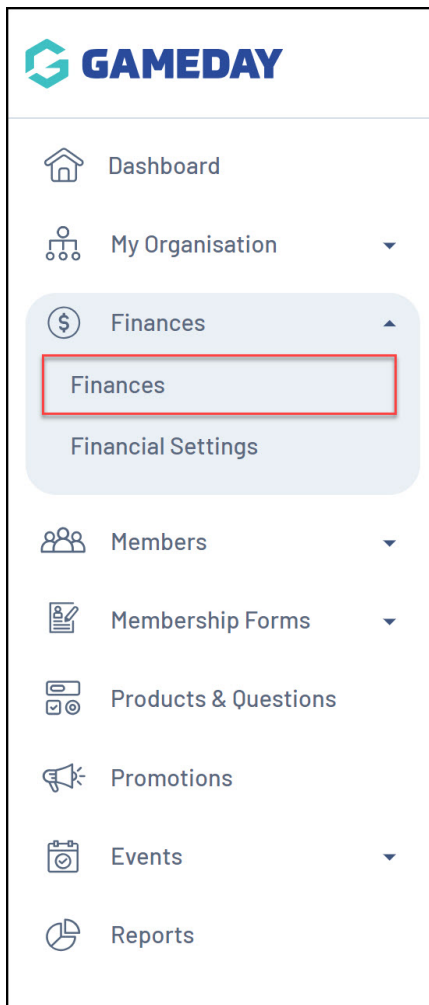 GAMEDAY
Dashboard
My Organisation
Finances
Finances
Financial Settings
Members
Membership Forms
Products & Questions
Promotions
Events
Reports